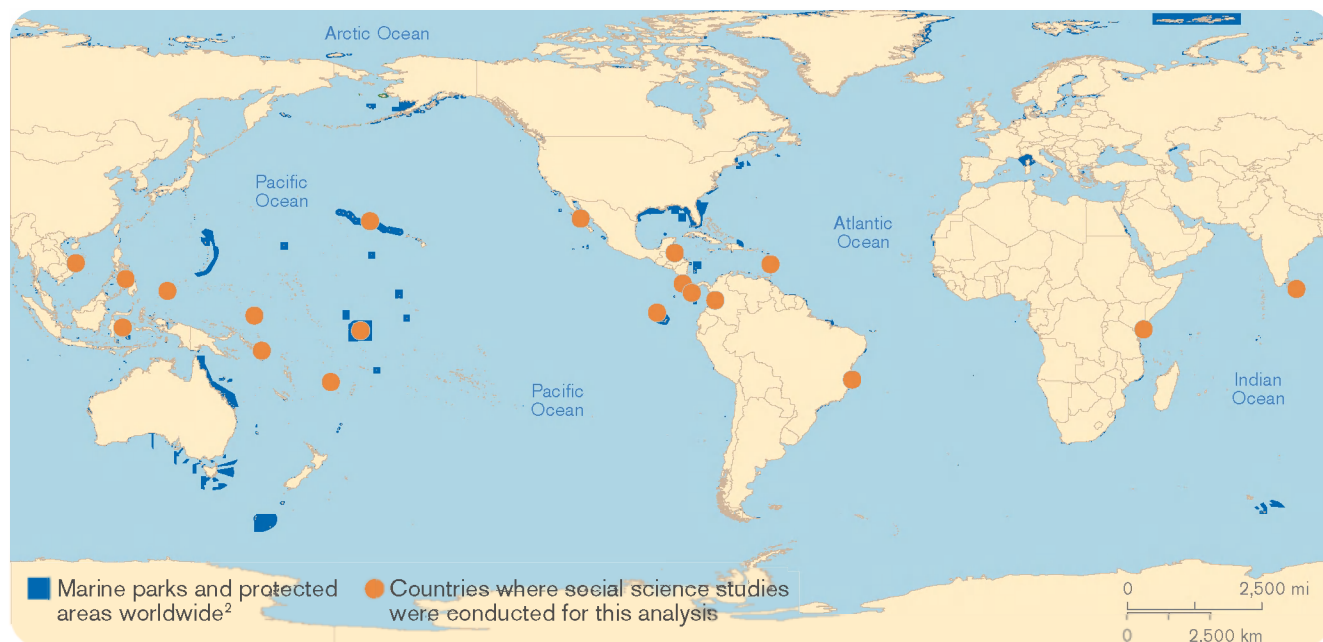 Arctic Ocean
Pacific
Ocean
Atlantic
Ocean
Pacific
Ocean
Indian
Ocean
Marine parks and protected
areas worldwide²
Countries where social science studies
were conducted for this analysis
0 2,500 mi
0 2,500 km